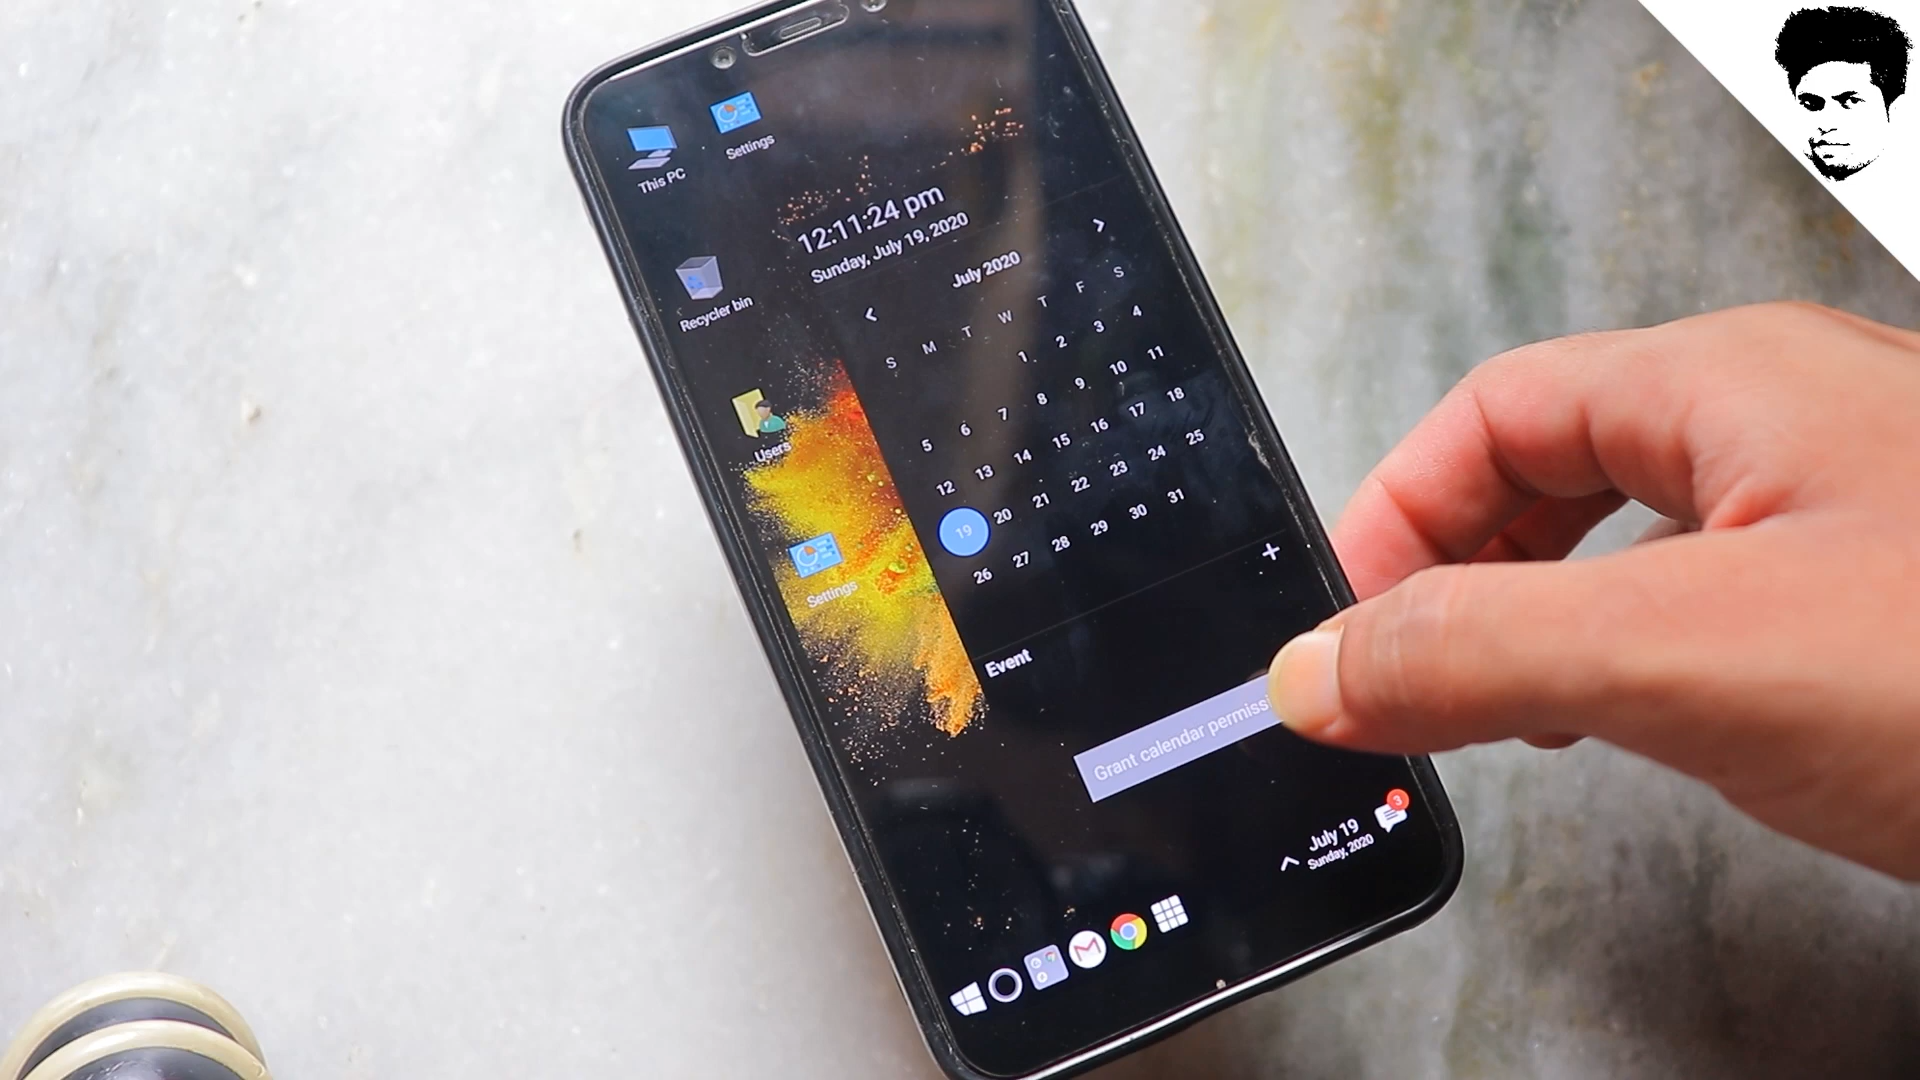 Settings
This PC
12:11:24 pm
Sunday, July 19, 2020
Recycler bin
July 2020
S M T W T F S
1 2 3 4
5 6 7 8 9 10 11
12 13 14 15 16 17 18
19 20 21 22 23 24 25
26 27 28 29 30 31
Users
Settings
Event
Grant calendar
July 19
Sunday, 2020
3